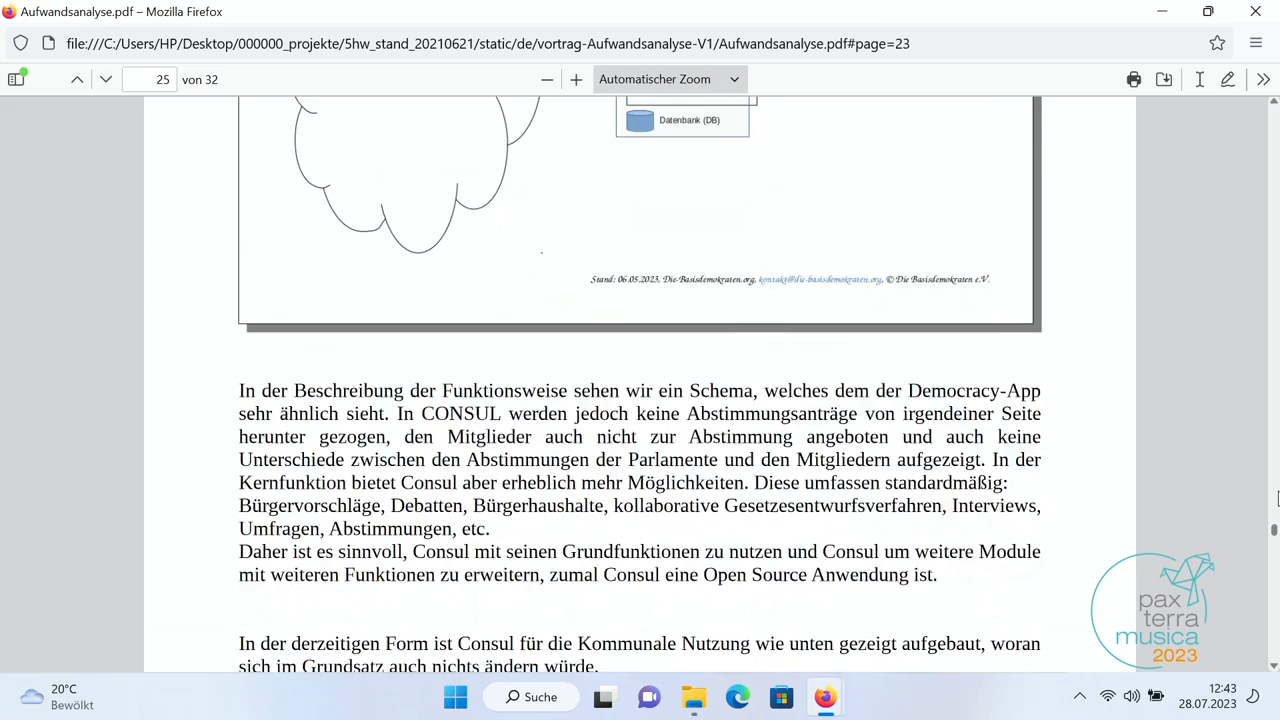 Aufwandsanalyse.pdf – Mozilla Firefox
file:///C:/Users/HP/Desktop/000000_projekte/5hw_stand_20210621/static/de/vortrag-Aufwandsanalyse-V1/Aufwandsanalyse.pdf#page=23
25 von 32
Automatischer Zoom
Datenbank (DB)
Stand: 06.05.2023, Die-Basisdemokraten.org, kontakt@die-basisdemokraten.org, © Die Basisdemokraten e.V.
In der Beschreibung der Funktionsweise sehen wir ein Schema, welches dem der Democracy-App
sehr ähnlich sieht. In CONSUL werden jedoch keine Abstimmungsanträge von irgendeiner Seite
herunter gezogen, den Mitglieder auch nicht zur Abstimmung angeboten und auch keine
Unterschiede zwischen den Abstimmungen der Parlamente und den Mitgliedern aufgezeigt. In der
Kernfunktion bietet Consul aber erheblich mehr Möglichkeiten. Diese umfassen standardmäßig:
Bürgervorschläge, Debatten, Bürgerhaushalte, kollaborative Gesetzesentwurfsverfahren, Interviews,
Umfragen, Abstimmungen, etc.
Daher ist es sinnvoll, Consul mit seinen Grundfunktionen zu nutzen und Consul um weitere Module
mit weiteren Funktionen zu erweitern, zumal Consul eine Open Source Anwendung ist.
In der derzeitigen Form ist Consul für die Kommunale Nutzung wie unten gezeigt aufgebaut, woran
sich im Grundsatz auch nichts ändern würde.
pax
terra
musica
2023
20°C
Bewölkt
Suche
12:43
28.07.2023